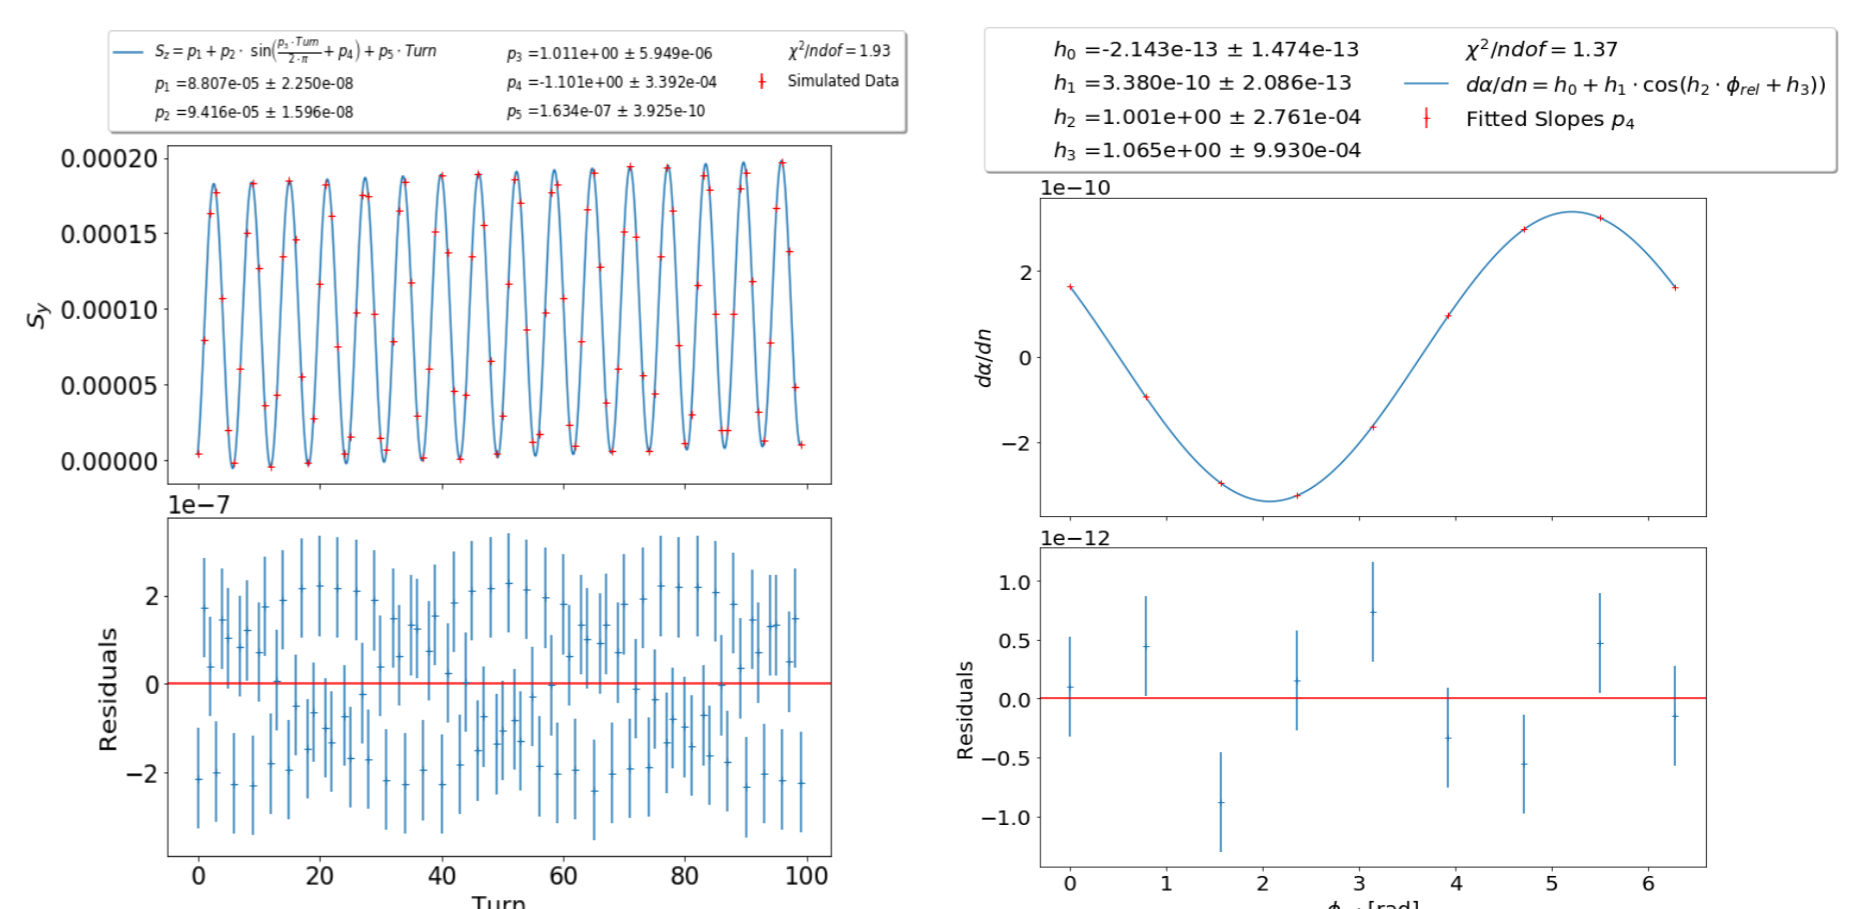 S_z = p_1 + p_2 · sin(p_3·Turn / 2·π + p_4) + p_5 · Turn
p_1 =8.807e-05 ± 2.250e-08
p_2 =9.416e-05 ± 1.596e-08
p_3 =1.011e+00 ± 5.949e-06
p_4 =-1.101e+00 ± 3.392e-04
p_5 =1.634e-07 ± 3.925e-10
χ²/ndof = 1.93
Simulated Data
0.00020
0.00015
0.00010
0.00005
0.00000
S_y
1e−7
2
0
−2
Residuals
0 20 40 60 80 100
Turn
h_0 =-2.143e-13 ± 1.474e-13
h_1 =3.380e-10 ± 2.086e-13
h_2 =1.001e+00 ± 2.761e-04
h_3 =1.065e+00 ± 9.930e-04
χ²/ndof = 1.37
dα/dn = h_0 + h_1 · cos(h_2 · ϕ_rel + h_3))
Fitted Slopes p_4
1e−10
2
0
−2
dα/dn
1e−12
1.0
0.5
0.0
−0.5
−1.0
Residuals
0 1 2 3 4 5 6
[rad]